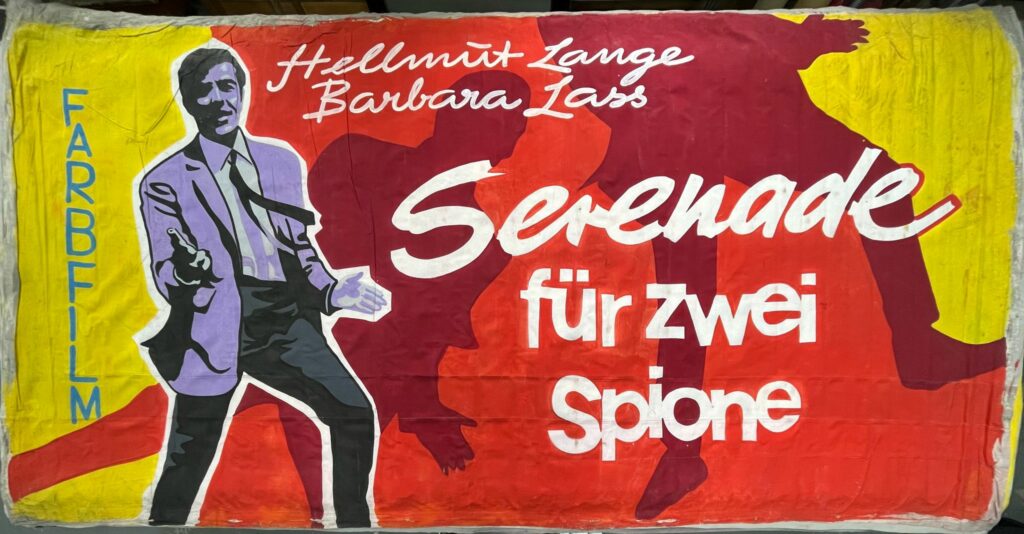 Hellmut Lange
Barbara Lass
FARBFILM
Serenade
für zwei
Spione